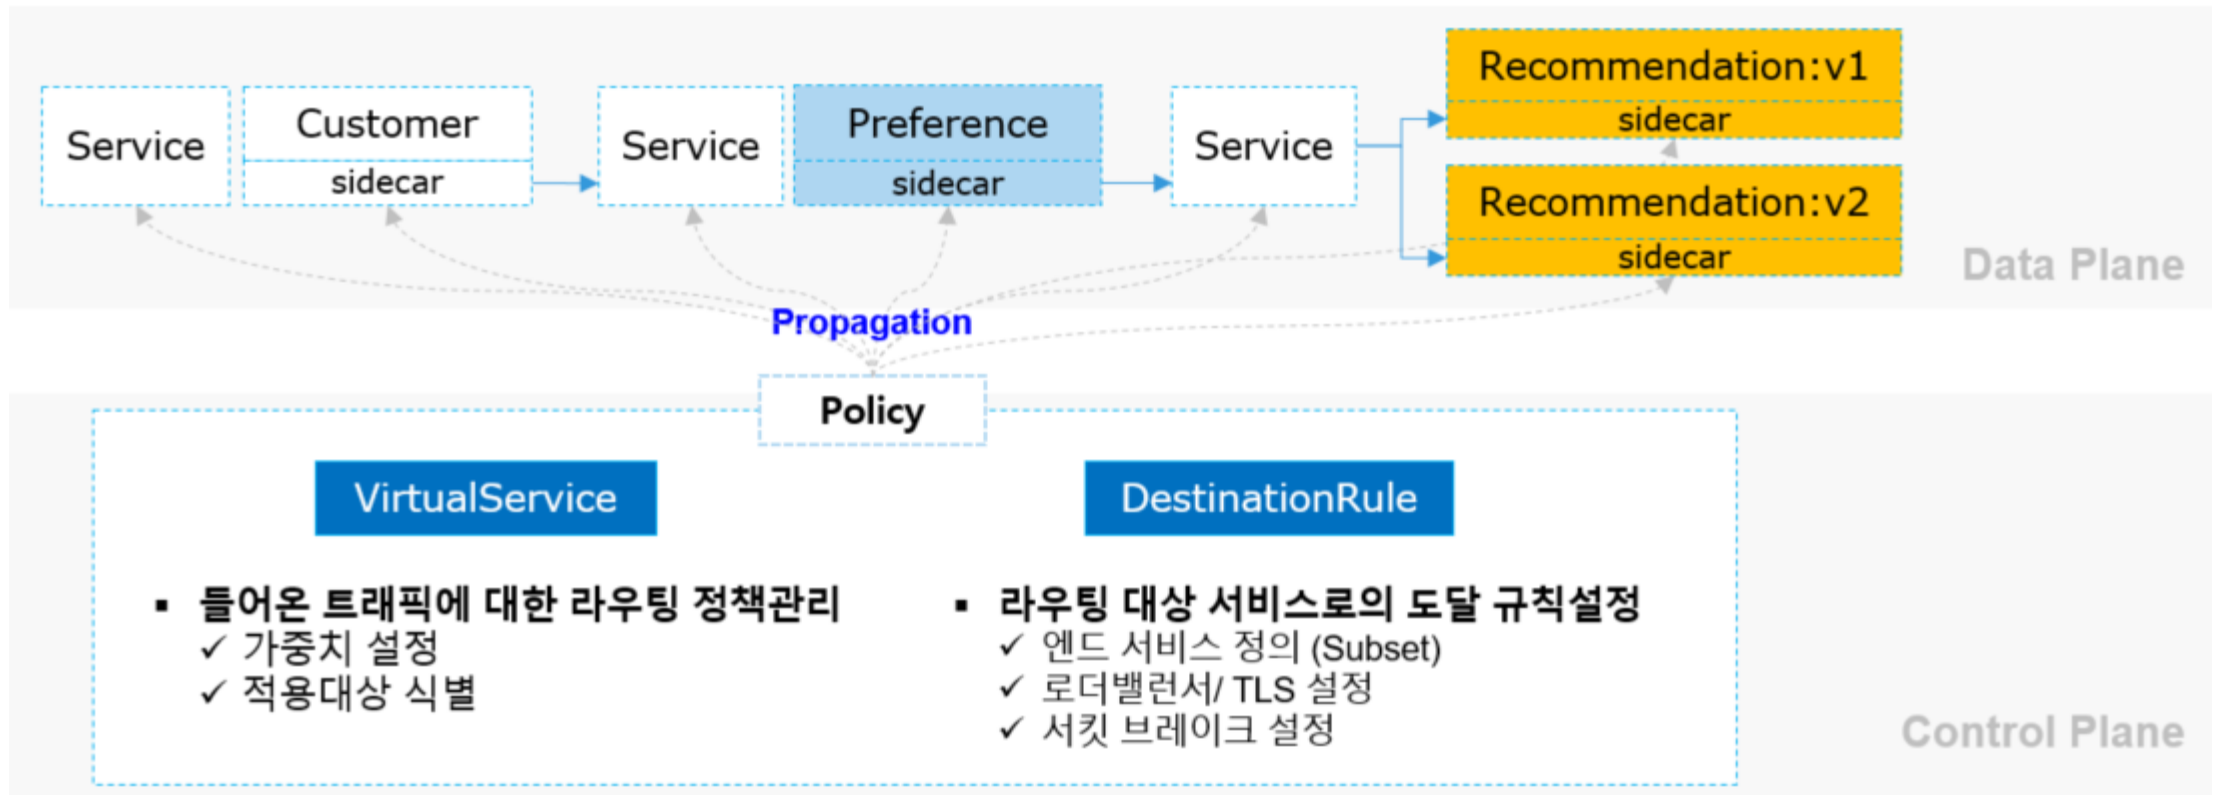 Service
Customer
sidecar
Service
Preference
sidecar
Service
Recommendation:v1
sidecar
Recommendation:v2
sidecar
Data Plane
Propagation
Policy
VirtualService
▪ 들어온 트래픽에 대한 라우팅 정책관리
✓ 가중치 설정
✓ 적용대상 식별
DestinationRule
▪ 라우팅 대상 서비스로의 도달 규칙설정
✓ 엔드 서비스 정의 (Subset)
✓ 로더밸런서/ TLS 설정
✓ 서킷 브레이크 설정
Control Plane